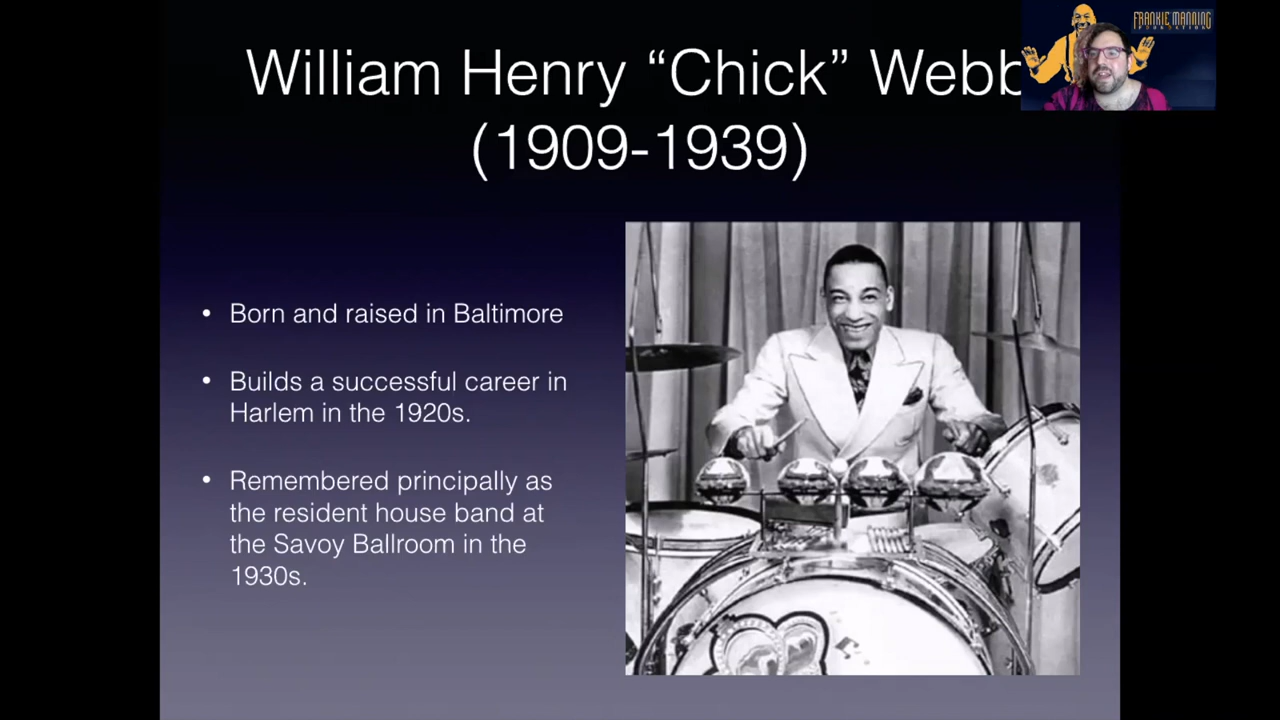 William Henry “Chick” Webb
(1909-1939)
FRANKIE MANNING
FOUNDATION
• Born and raised in Baltimore
• Builds a successful career in
Harlem in the 1920s.
• Remembered principally as
the resident house band at
the Savoy Ballroom in the
1930s.